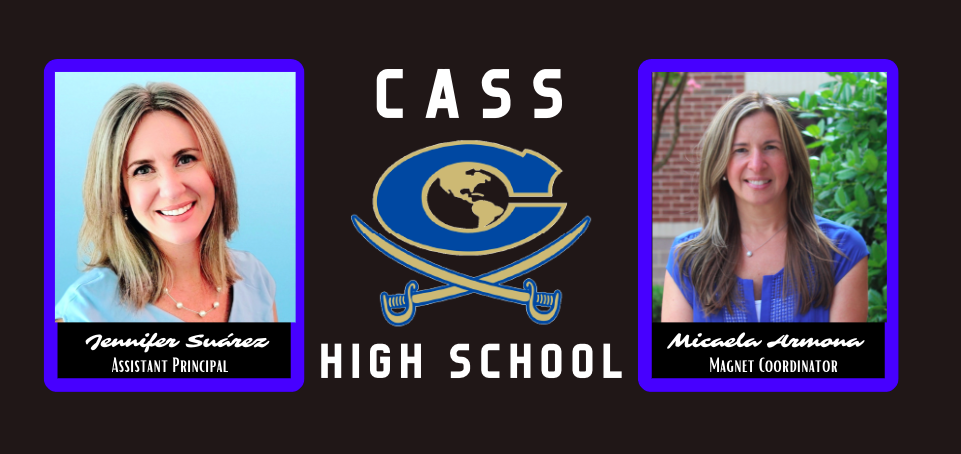 CASS
HIGH SCHOOL
Jennifer Suárez
Assistant Principal
Micaela Armona
Magnet Coordinator